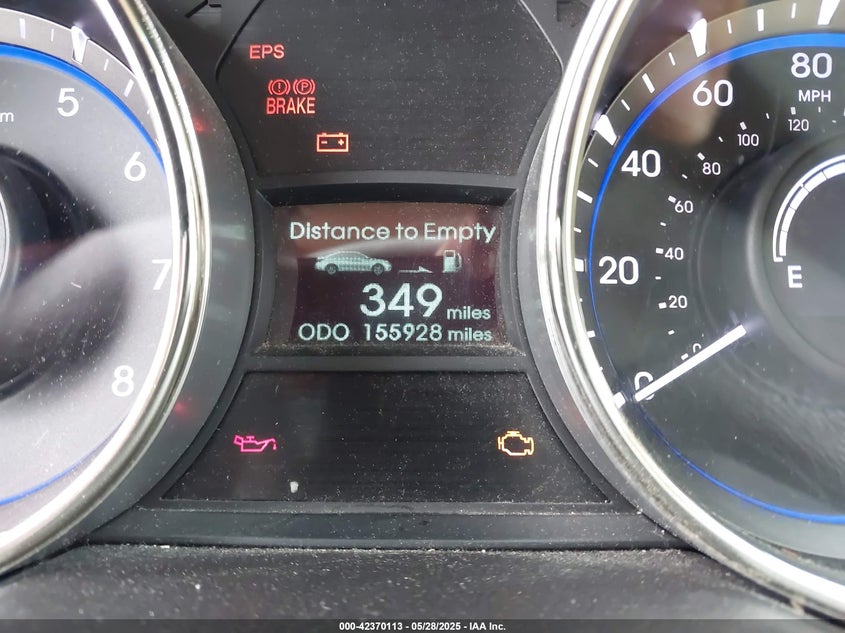 EPS
(!) (P)
BRAKE
- +
Distance to Empty
349 miles
ODO 155928 miles
5
6
7
8
0
20
40
60
80
MPH
0
20
40
60
80
100
120
E
000-42370113 - 05/28/2025 - IAA Inc.